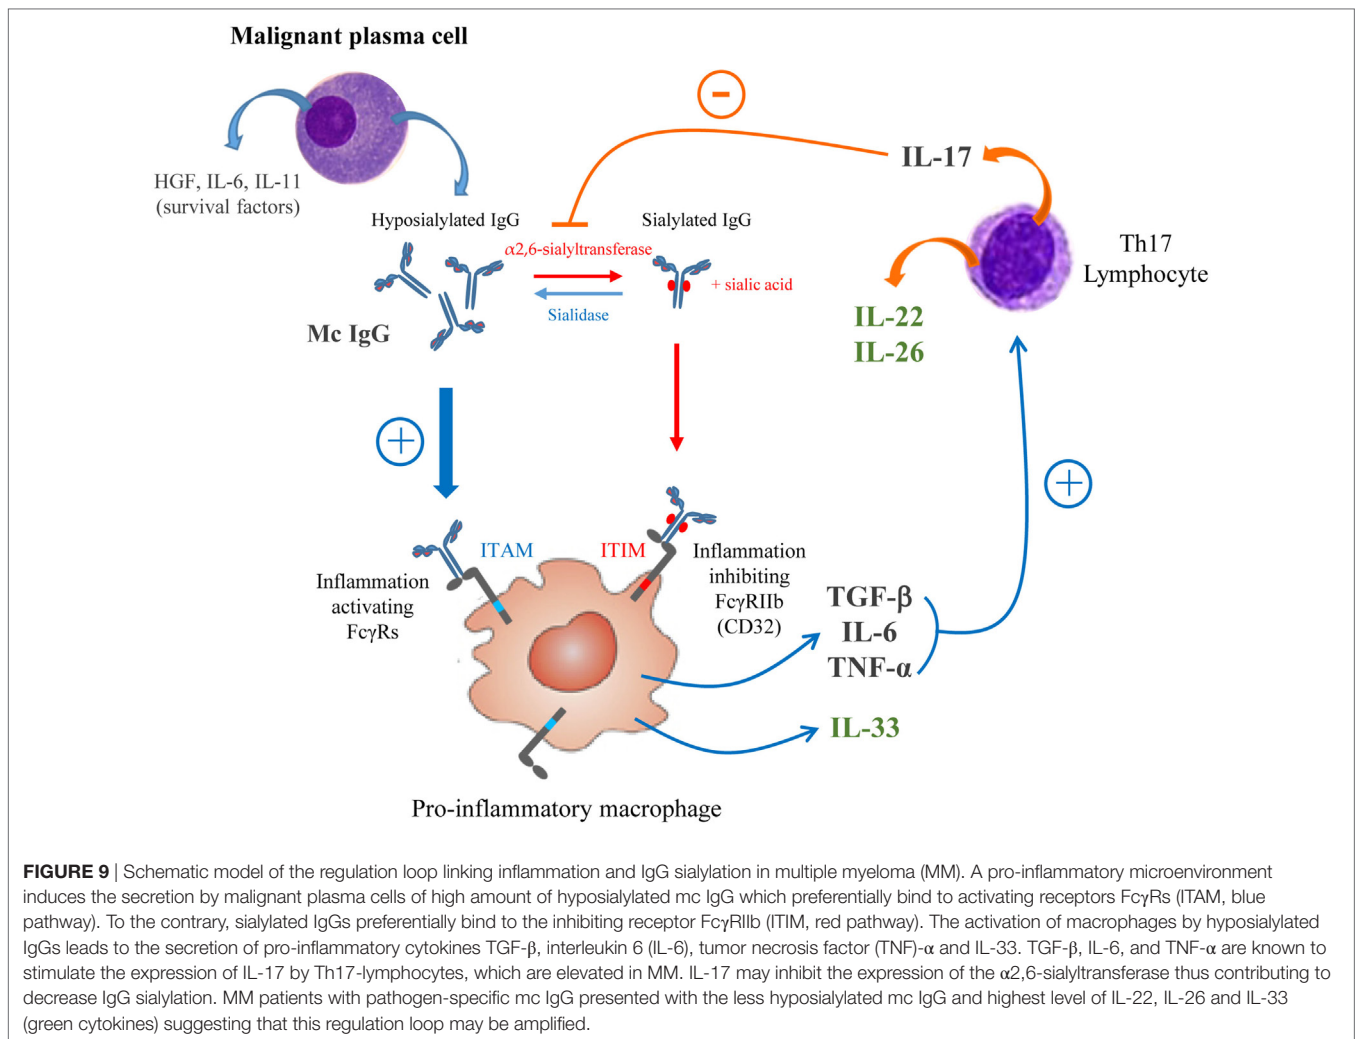 Malignant plasma cell
−
IL-17
HGF, IL-6, IL-11
(survival factors)
Hyposialylated IgG
Sialylated IgG
α2,6-sialyltransferase
+ sialic acid
Sialidase
Mc IgG
Th17
Lymphocyte
IL-22
IL-26
+
+
ITAM
ITIM
Inflammation
activating
FcγRs
Inflammation
inhibiting
FcγRIIb
(CD32)
TGF-β
IL-6
TNF-α
IL-33
Pro-inflammatory macrophage
FIGURE 9 | Schematic model of the regulation loop linking inflammation and IgG sialylation in multiple myeloma (MM). A pro-inflammatory microenvironment
induces the secretion by malignant plasma cells of high amount of hyposialylated mc IgG which preferentially bind to activating receptors FcγRs (ITAM, blue
pathway). To the contrary, sialylated IgGs preferentially bind to the inhibiting receptor FcγRIIb (ITIM, red pathway). The activation of macrophages by hyposialylated
IgGs leads to the secretion of pro-inflammatory cytokines TGF-β, interleukin 6 (IL-6), tumor necrosis factor (TNF)-α and IL-33. TGF-β, IL-6, and TNF-α are known to
stimulate the expression of IL-17 by Th17-lymphocytes, which are elevated in MM. IL-17 may inhibit the expression of the α2,6-sialyltransferase thus contributing to
decrease IgG sialylation. MM patients with pathogen-specific mc IgG presented with the less hyposialylated mc IgG and highest level of IL-22, IL-26 and IL-33
(green cytokines) suggesting that this regulation loop may be amplified.